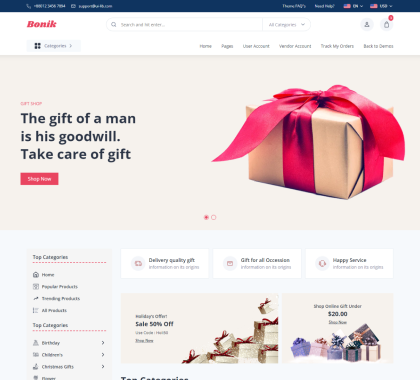 +88012 3456 7894 support@ui-lib.com Theme FAQ's Need Help? EN USD
Bonik
Search and hit enter... All Categories
Categories Home Pages User Account Vendor Account Track My Orders Back to Demos
GIFT SHOP
The gift of a man
is his goodwill.
Take care of gift
Shop Now
Top Categories
Home
Popular Products
Trending Products
All Products
Top Categories
Birthday
Children's
Christmas Gifts
Flower
Delivery quality gift
Information on its origins
Gift for all Occession
Information on its origins
Happy Service
Information on its origins
Holiday's Offer!
Sale 50% Off
Use Code:
Shop Now
Shop Online Gift Under
$20.00
Shop Now
Top Categories